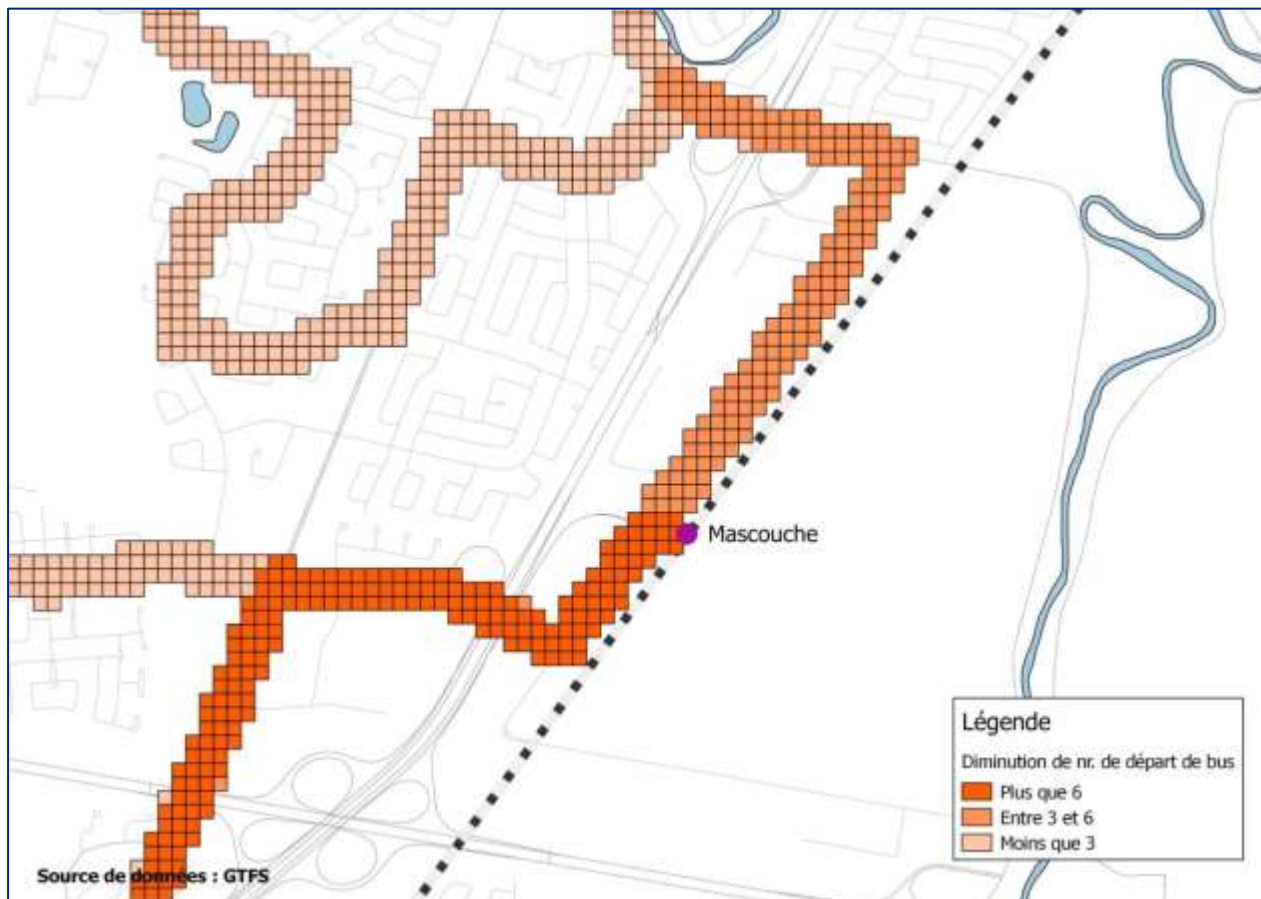 Mascouche
Légende
Diminution de nr. de départ de bus
Plus que 6
Entre 3 et 6
Moins que 3
Source de données : GTFS